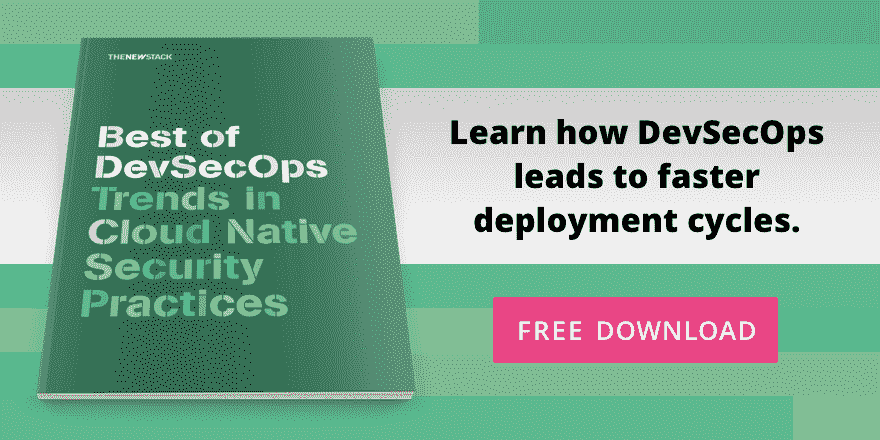 THENEWSTACK
Best of
DevSecOps
Trends in
Cloud Native
Security
Practices
Learn how DevSecOps
leads to faster
deployment cycles.
FREE DOWNLOAD